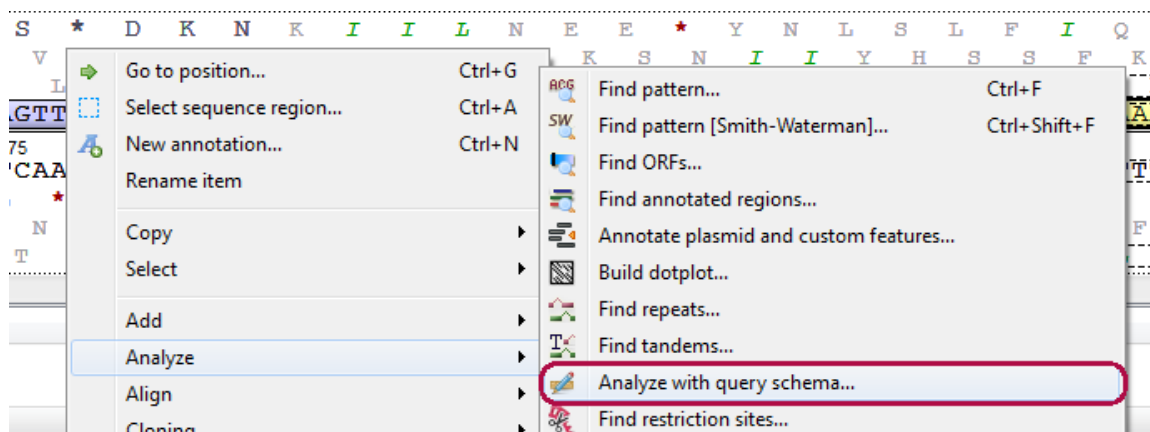 S * D K N K I I L N E E * Y N L S L F I Q
V K S N I I Y H S S F K
L
GTT A
75
CAA T
*
N F
T
Go to position... Ctrl+G
Select sequence region... Ctrl+A
New annotation... Ctrl+N
Rename item
Copy
Select
Add
Analyze
Align
Cloning
Find pattern... Ctrl+F
Find pattern [Smith-Waterman]... Ctrl+Shift+F
Find ORFs...
Find annotated regions...
Annotate plasmid and custom features...
Build dotplot...
Find repeats...
Find tandems...
Analyze with query schema...
Find restriction sites...